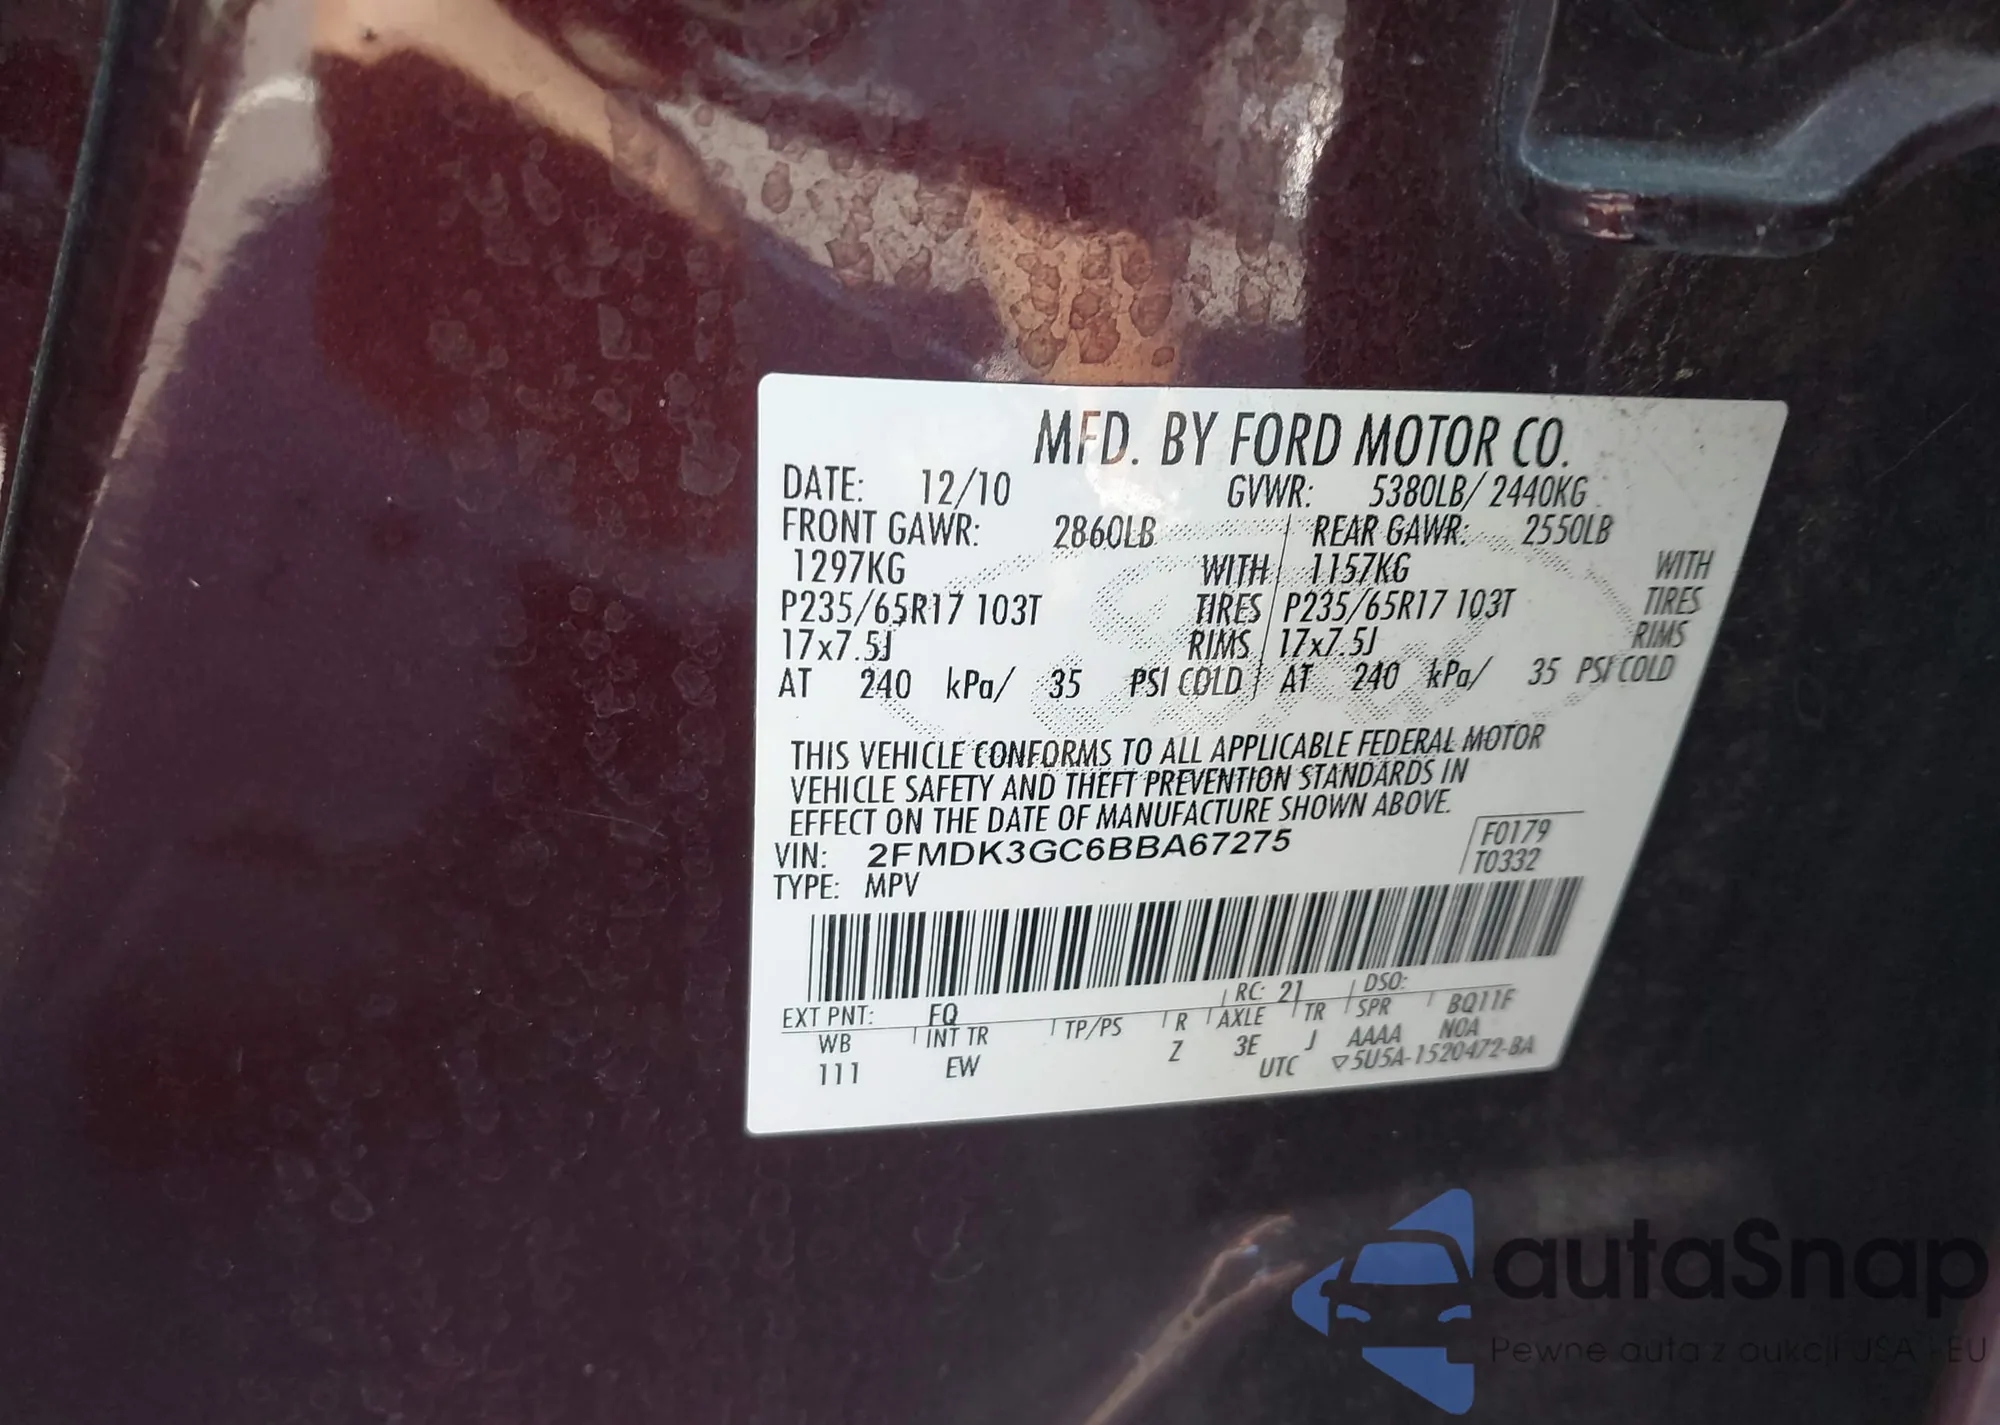 MFD. BY FORD MOTOR CO.
DATE: 12/10 GVWR: 5380LB/ 2440KG
FRONT GAWR: 2860LB REAR GAWR: 2550LB
1297KG WITH 1157KG WITH
P235/65R17 103T TIRES P235/65R17 103T TIRES
17x7.5J RIMS 17x7.5J RIMS
AT 240 kPa/ 35 PSI COLD AT 240 kPa/ 35 PSI COLD
THIS VEHICLE CONFORMS TO ALL APPLICABLE FEDERAL MOTOR
VEHICLE SAFETY AND THEFT PREVENTION STANDARDS IN
EFFECT ON THE DATE OF MANUFACTURE SHOWN ABOVE.
VIN: 2FMDK3GC6BBA67275 F0179
TYPE: MPV T0332
EXT PNT: FQ RC: 21 DSO:
WB INT TR TP/PS R AXLE TR SPR BQ11F
111 EW Z 3E J AAAA NOA
UTC ▽5U5A-1520472-BA
autaSnap
Pewne auta z aukcji USA i EU